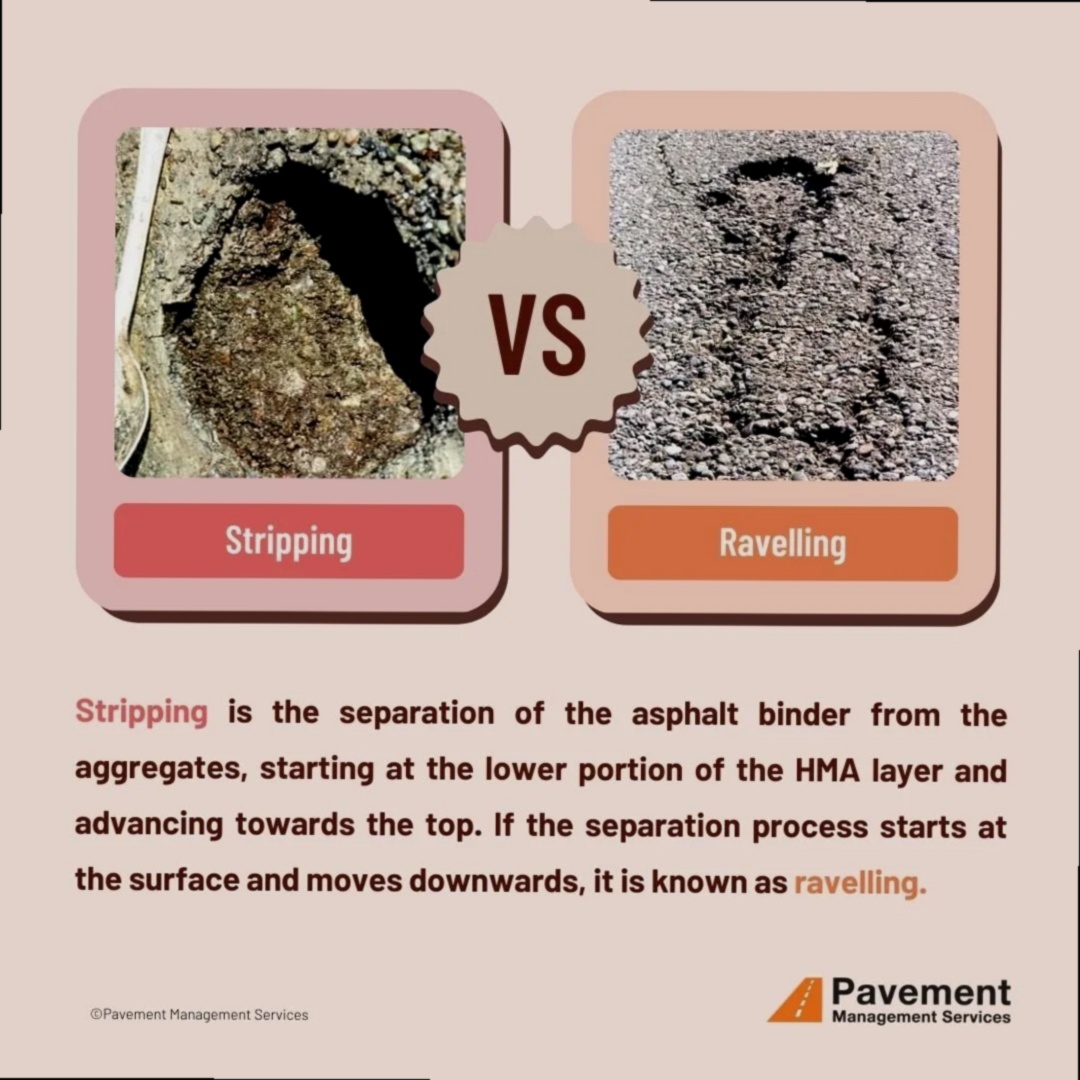 VS
Stripping
Ravelling
Stripping is the separation of the asphalt binder from the
aggregates, starting at the lower portion of the HMA layer and
advancing towards the top. If the separation process starts at
the surface and moves downwards, it is known as ravelling.
©Pavement Management Services
Pavement
Management Services